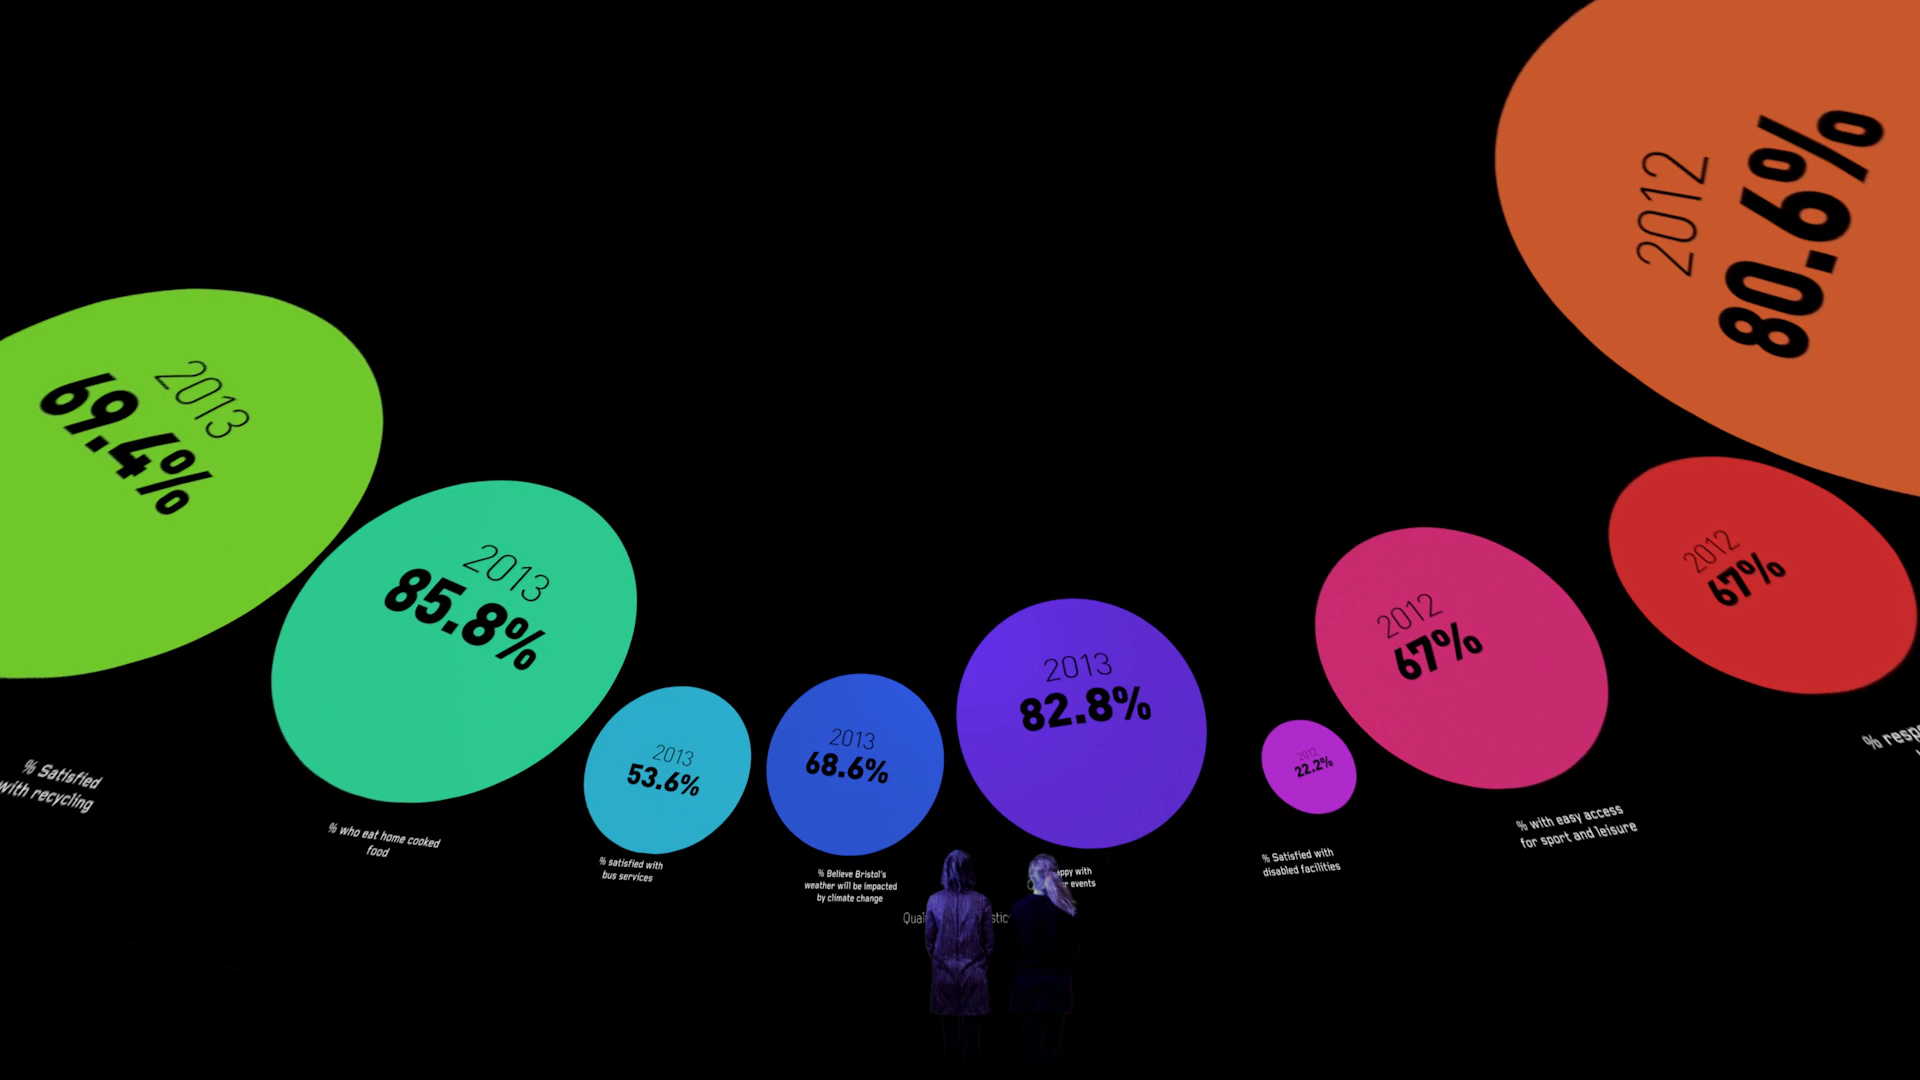 2013
69.4%
% Satisfied
with recycling
2013
85.8%
% who eat home cooked
food
2013
53.6%
% satisfied with
bus services
2013
68.6%
% Believe Bristol's
weather will be impacted
by climate change
2013
82.8%
events
2012
22.2%
% Satisfied with
disabled facilities
2012
67%
% with easy access
for sport and leisure
2012
67%
%
2012
80.6%